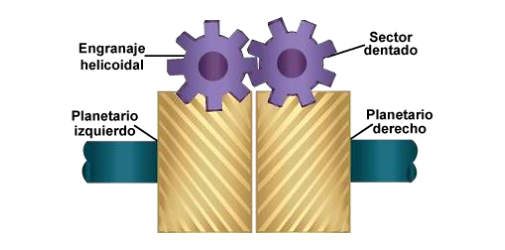 Engranaje
helicoidal
Sector
dentado
Planetario
izquierdo
Planetario
derecho